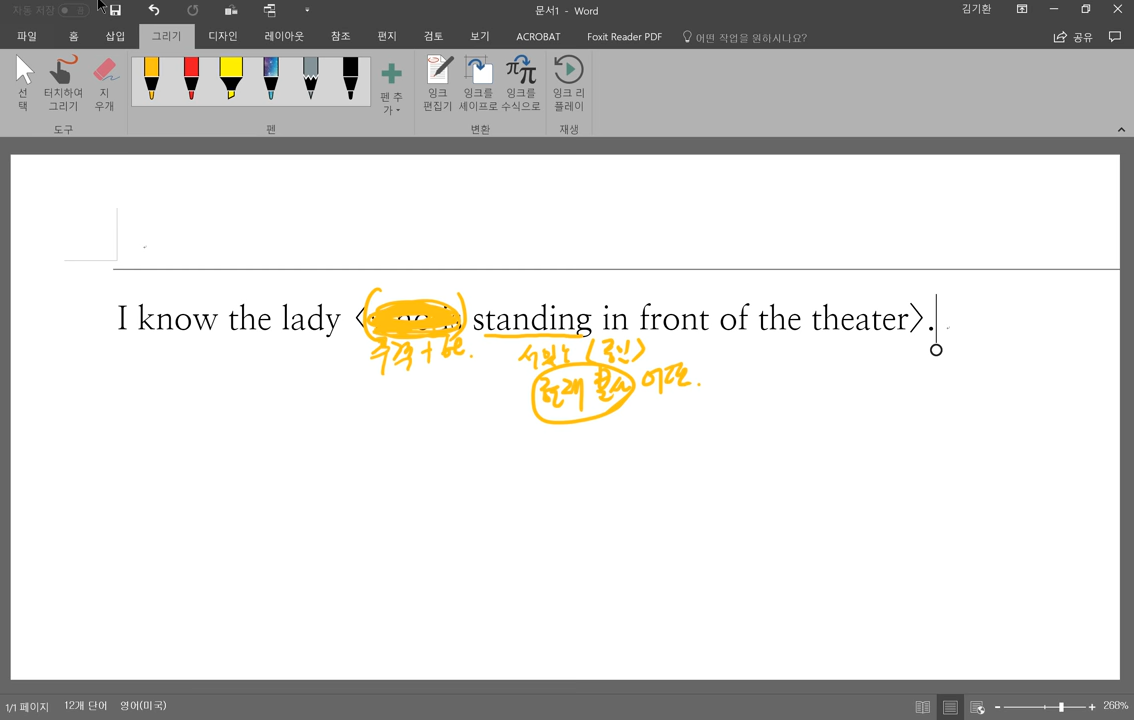 자동 저장 끔
문서1 - Word
김기환
파일 홈 삽입 그리기 디자인 레이아웃 참조 편지 검토 보기 ACROBAT Foxit Reader PDF 어떤 작업을 원하시나요? 공유
선택
터치하여 그리기
지우개
펜 추가
잉크 편집기
잉크를 셰이프로
잉크를 수식으로
잉크 리플레이
도구 펜 변환 재생
I know the lady 〈 standing in front of the theater〉.
주격 + be.
서있는
현재 분사
1/1 페이지 12개 단어 영어(미국) 268%